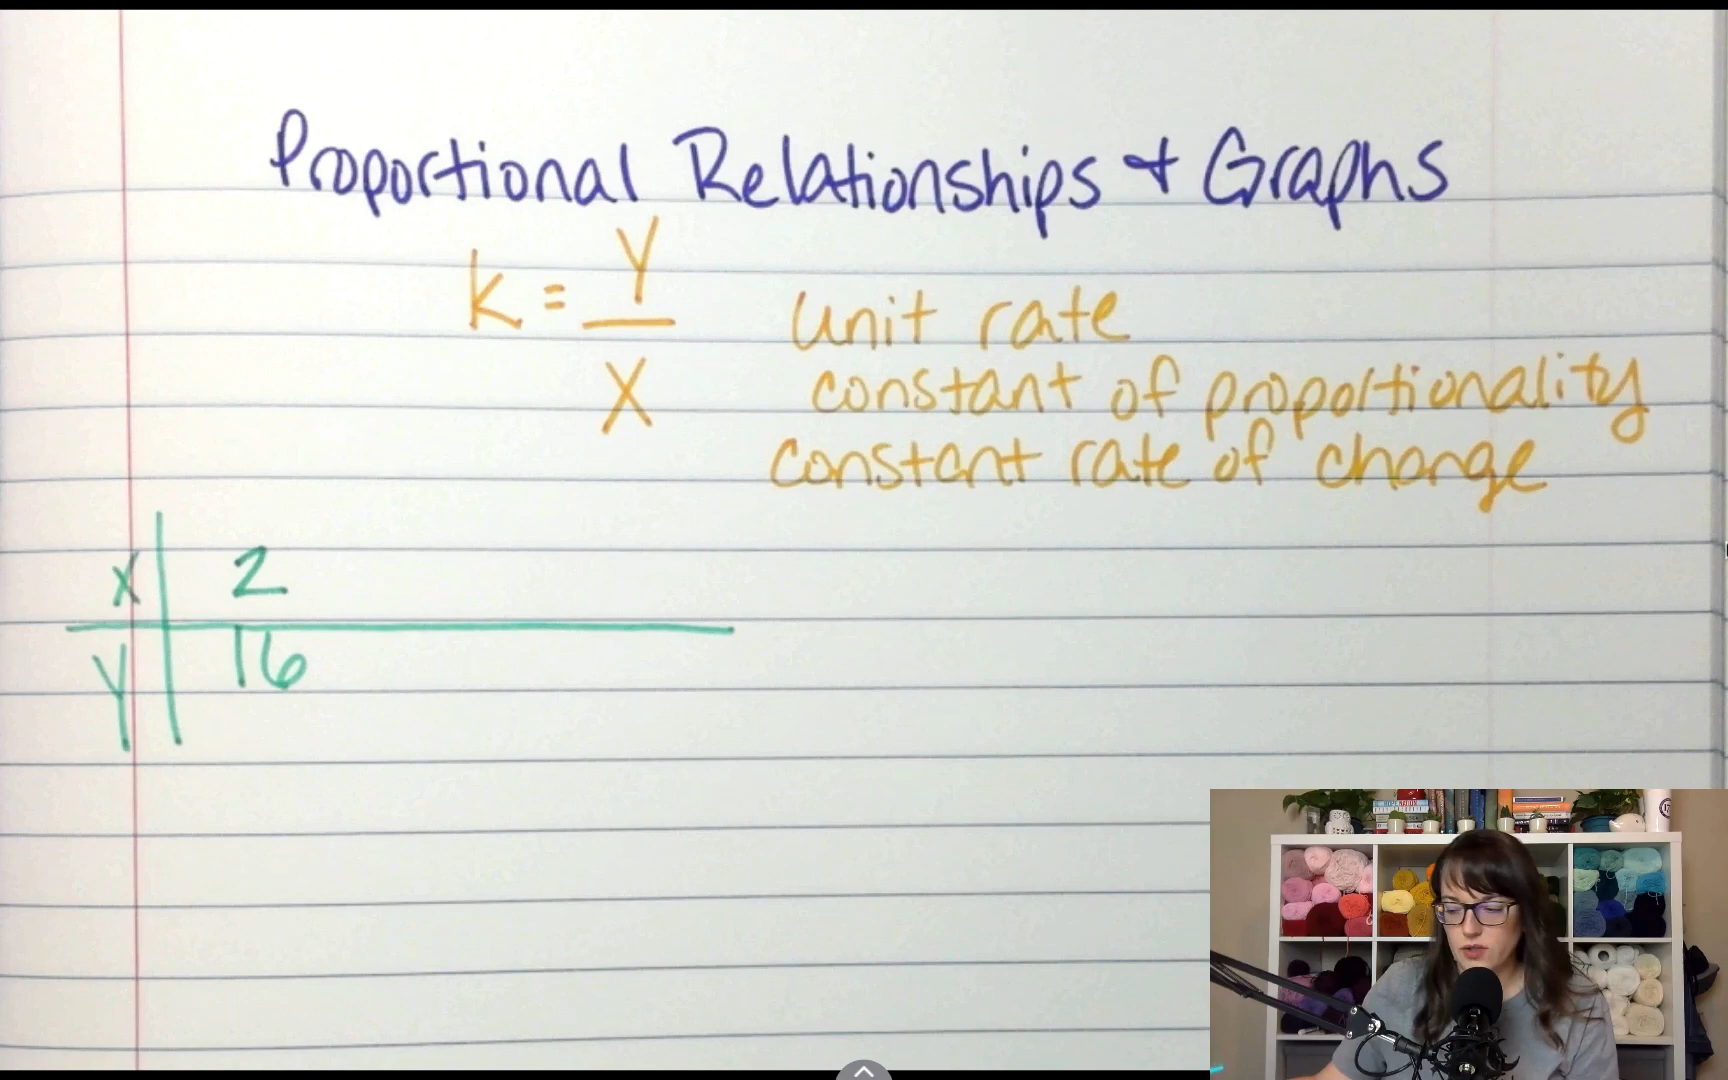 Proportional Relationships + Graphs
k = Y
X
unit rate
constant of proportionality
constant rate of change
X 2
Y 16